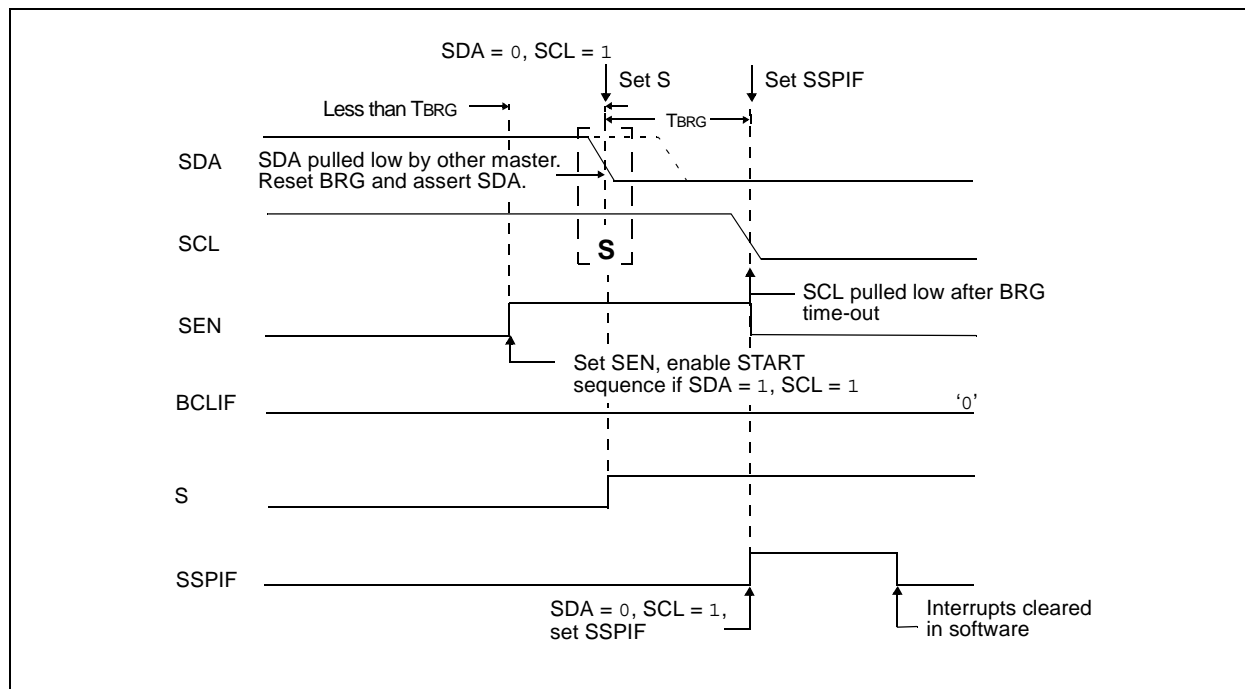 SDA = 0, SCL = 1
Set S
Set SSPIF
Less than TBRG
TBRG
SDA
SDA pulled low by other master.
Reset BRG and assert SDA.
SCL
S
SCL pulled low after BRG
time-out
SEN
Set SEN, enable START
sequence if SDA = 1, SCL = 1
BCLIF
‘0’
S
SSPIF
SDA = 0, SCL = 1,
set SSPIF
Interrupts cleared
in software